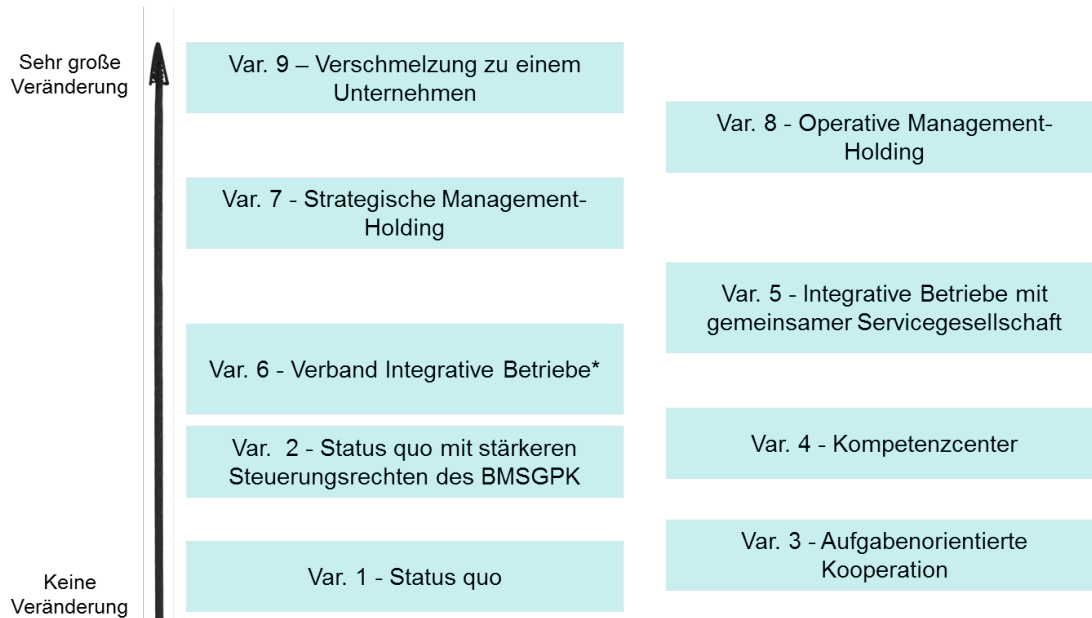 Sehr große
Veränderung
Var. 9 – Verschmelzung zu einem
Unternehmen
Var. 8 - Operative Management-
Holding
Var. 7 - Strategische Management-
Holding
Var. 5 - Integrative Betriebe mit
gemeinsamer Servicegesellschaft
Var. 6 - Verband Integrative Betriebe*
Var. 4 - Kompetenzcenter
Var. 2 - Status quo mit stärkeren
Steuerungsrechten des BMSGPK
Var. 3 - Aufgabenorientierte
Kooperation
Var. 1 - Status quo
Keine
Veränderung